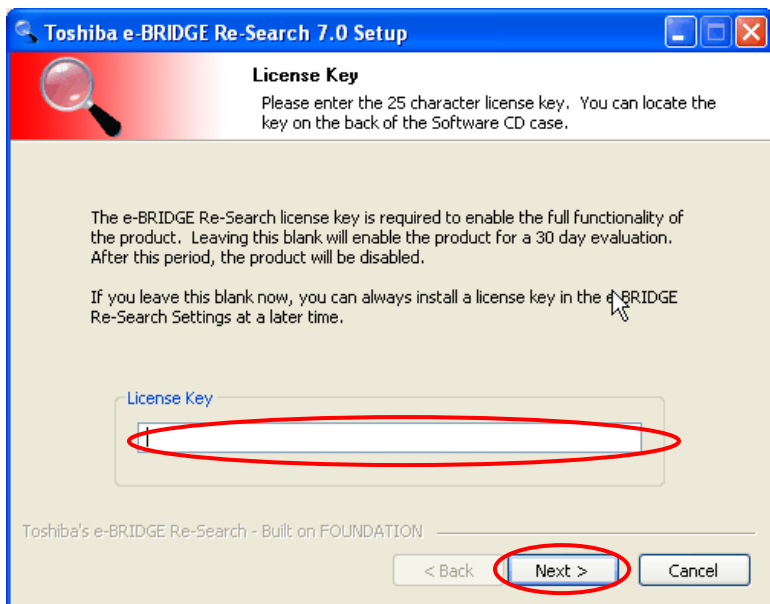 Toshiba e-BRIDGE Re-Search 7.0 Setup
License Key
Please enter the 25 character license key. You can locate the
key on the back of the Software CD case.
The e-BRIDGE Re-Search license key is required to enable the full functionality of
the product. Leaving this blank will enable the product for a 30 day evaluation.
After this period, the product will be disabled.
If you leave this blank now, you can always install a license key in the e-BRIDGE
Re-Search Settings at a later time.
License Key
Toshiba's e-BRIDGE Re-Search - Built on FOUNDATION
< Back Next > Cancel